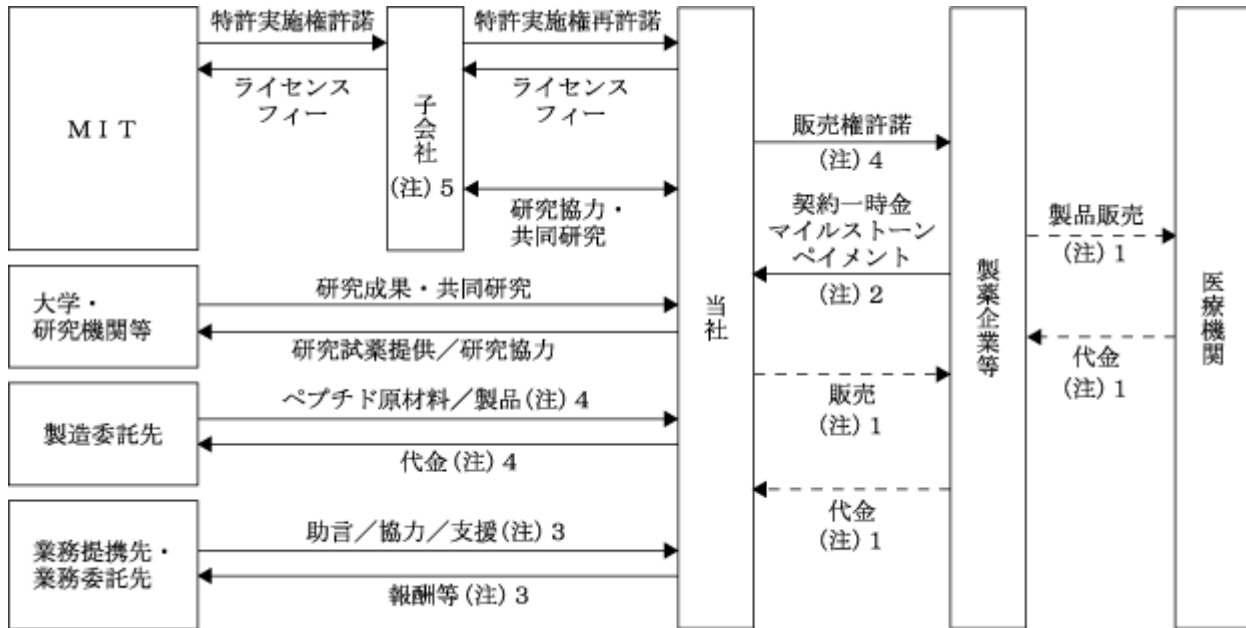 特許実施権許諾
特許実施権再許諾
ライセンス
フィー
ライセンス
フィー
ＭＩＴ
子会社
(注) 5
研究協力・
共同研究
販売権許諾
(注) 4
契約一時金
マイルストーン
ペイメント
(注) 2
製品販売
(注) 1
大学・
研究機関等
研究成果・共同研究
研究試薬提供／研究協力
当社
製薬企業等
医療機関
代金
(注) 1
製造委託先
ペプチド原材料／製品(注) 4
代金(注) 4
販売
(注) 1
業務提携先・
業務委託先
助言／協力／支援(注) 3
報酬等(注) 3
代金
(注) 1